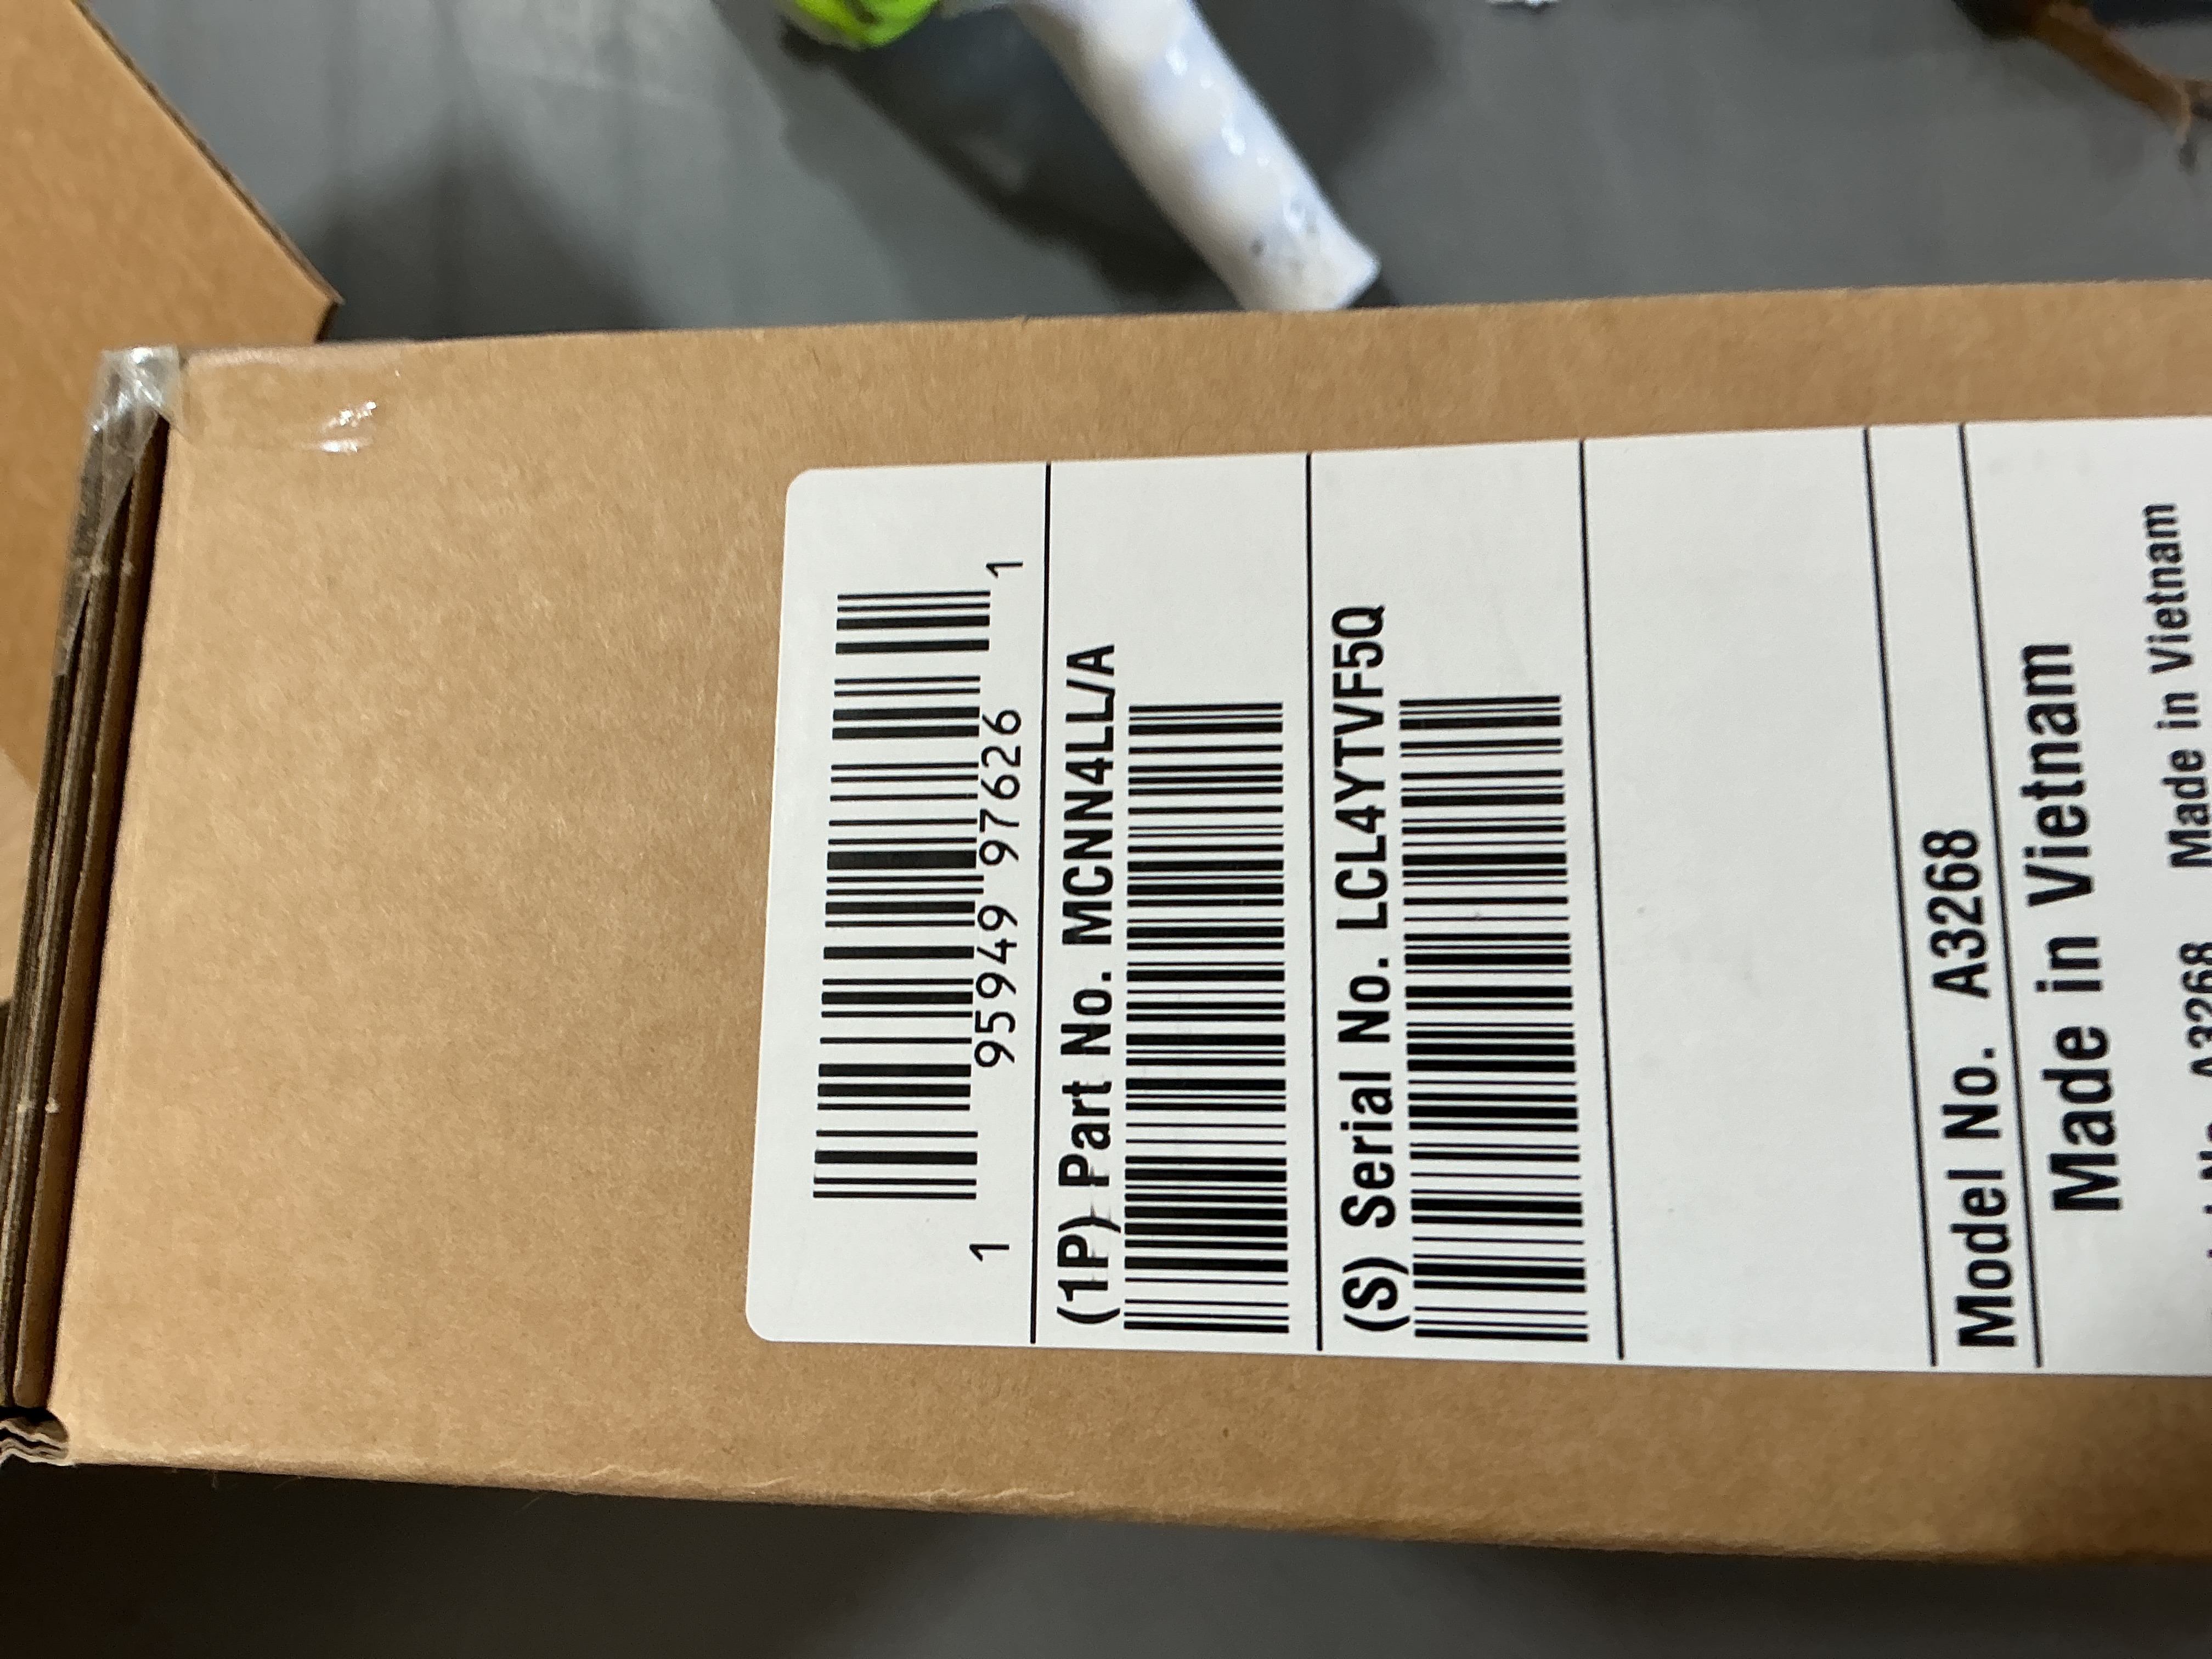 1 95949 97626 1
(1P) Part No. MCNN4LL/A
(S) Serial No. LCL4YTVF5Q
Model No. A3268
Made in Vietnam
A3268 Made in Vietnam